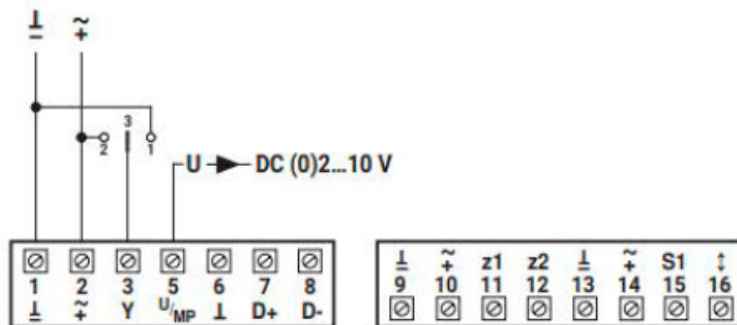 ⊥ ~
= +
3
2 1
U DC (0)2...10 V
1 2 3 5 6 7 8
⊥ ~+ Y U/MP ⊥ D+ D-
⊥ ~+ z1 z2 ⊥ ~+ S1 ↕
9 10 11 12 13 14 15 16